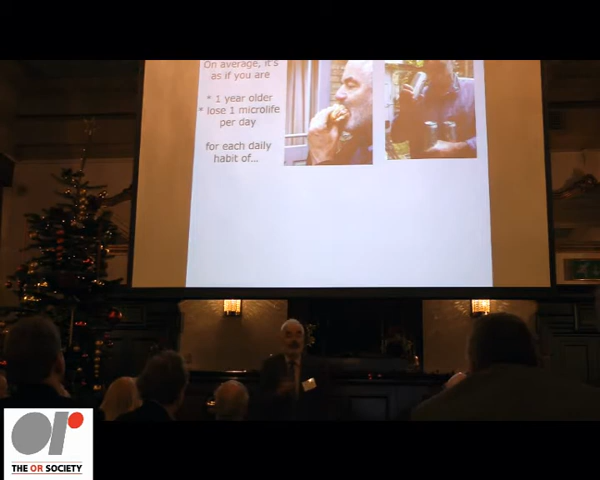 On average, it's
as if you are
* 1 year older
* lose 1 microlife
per day
for each daily
habit of...
or
THE OR SOCIETY